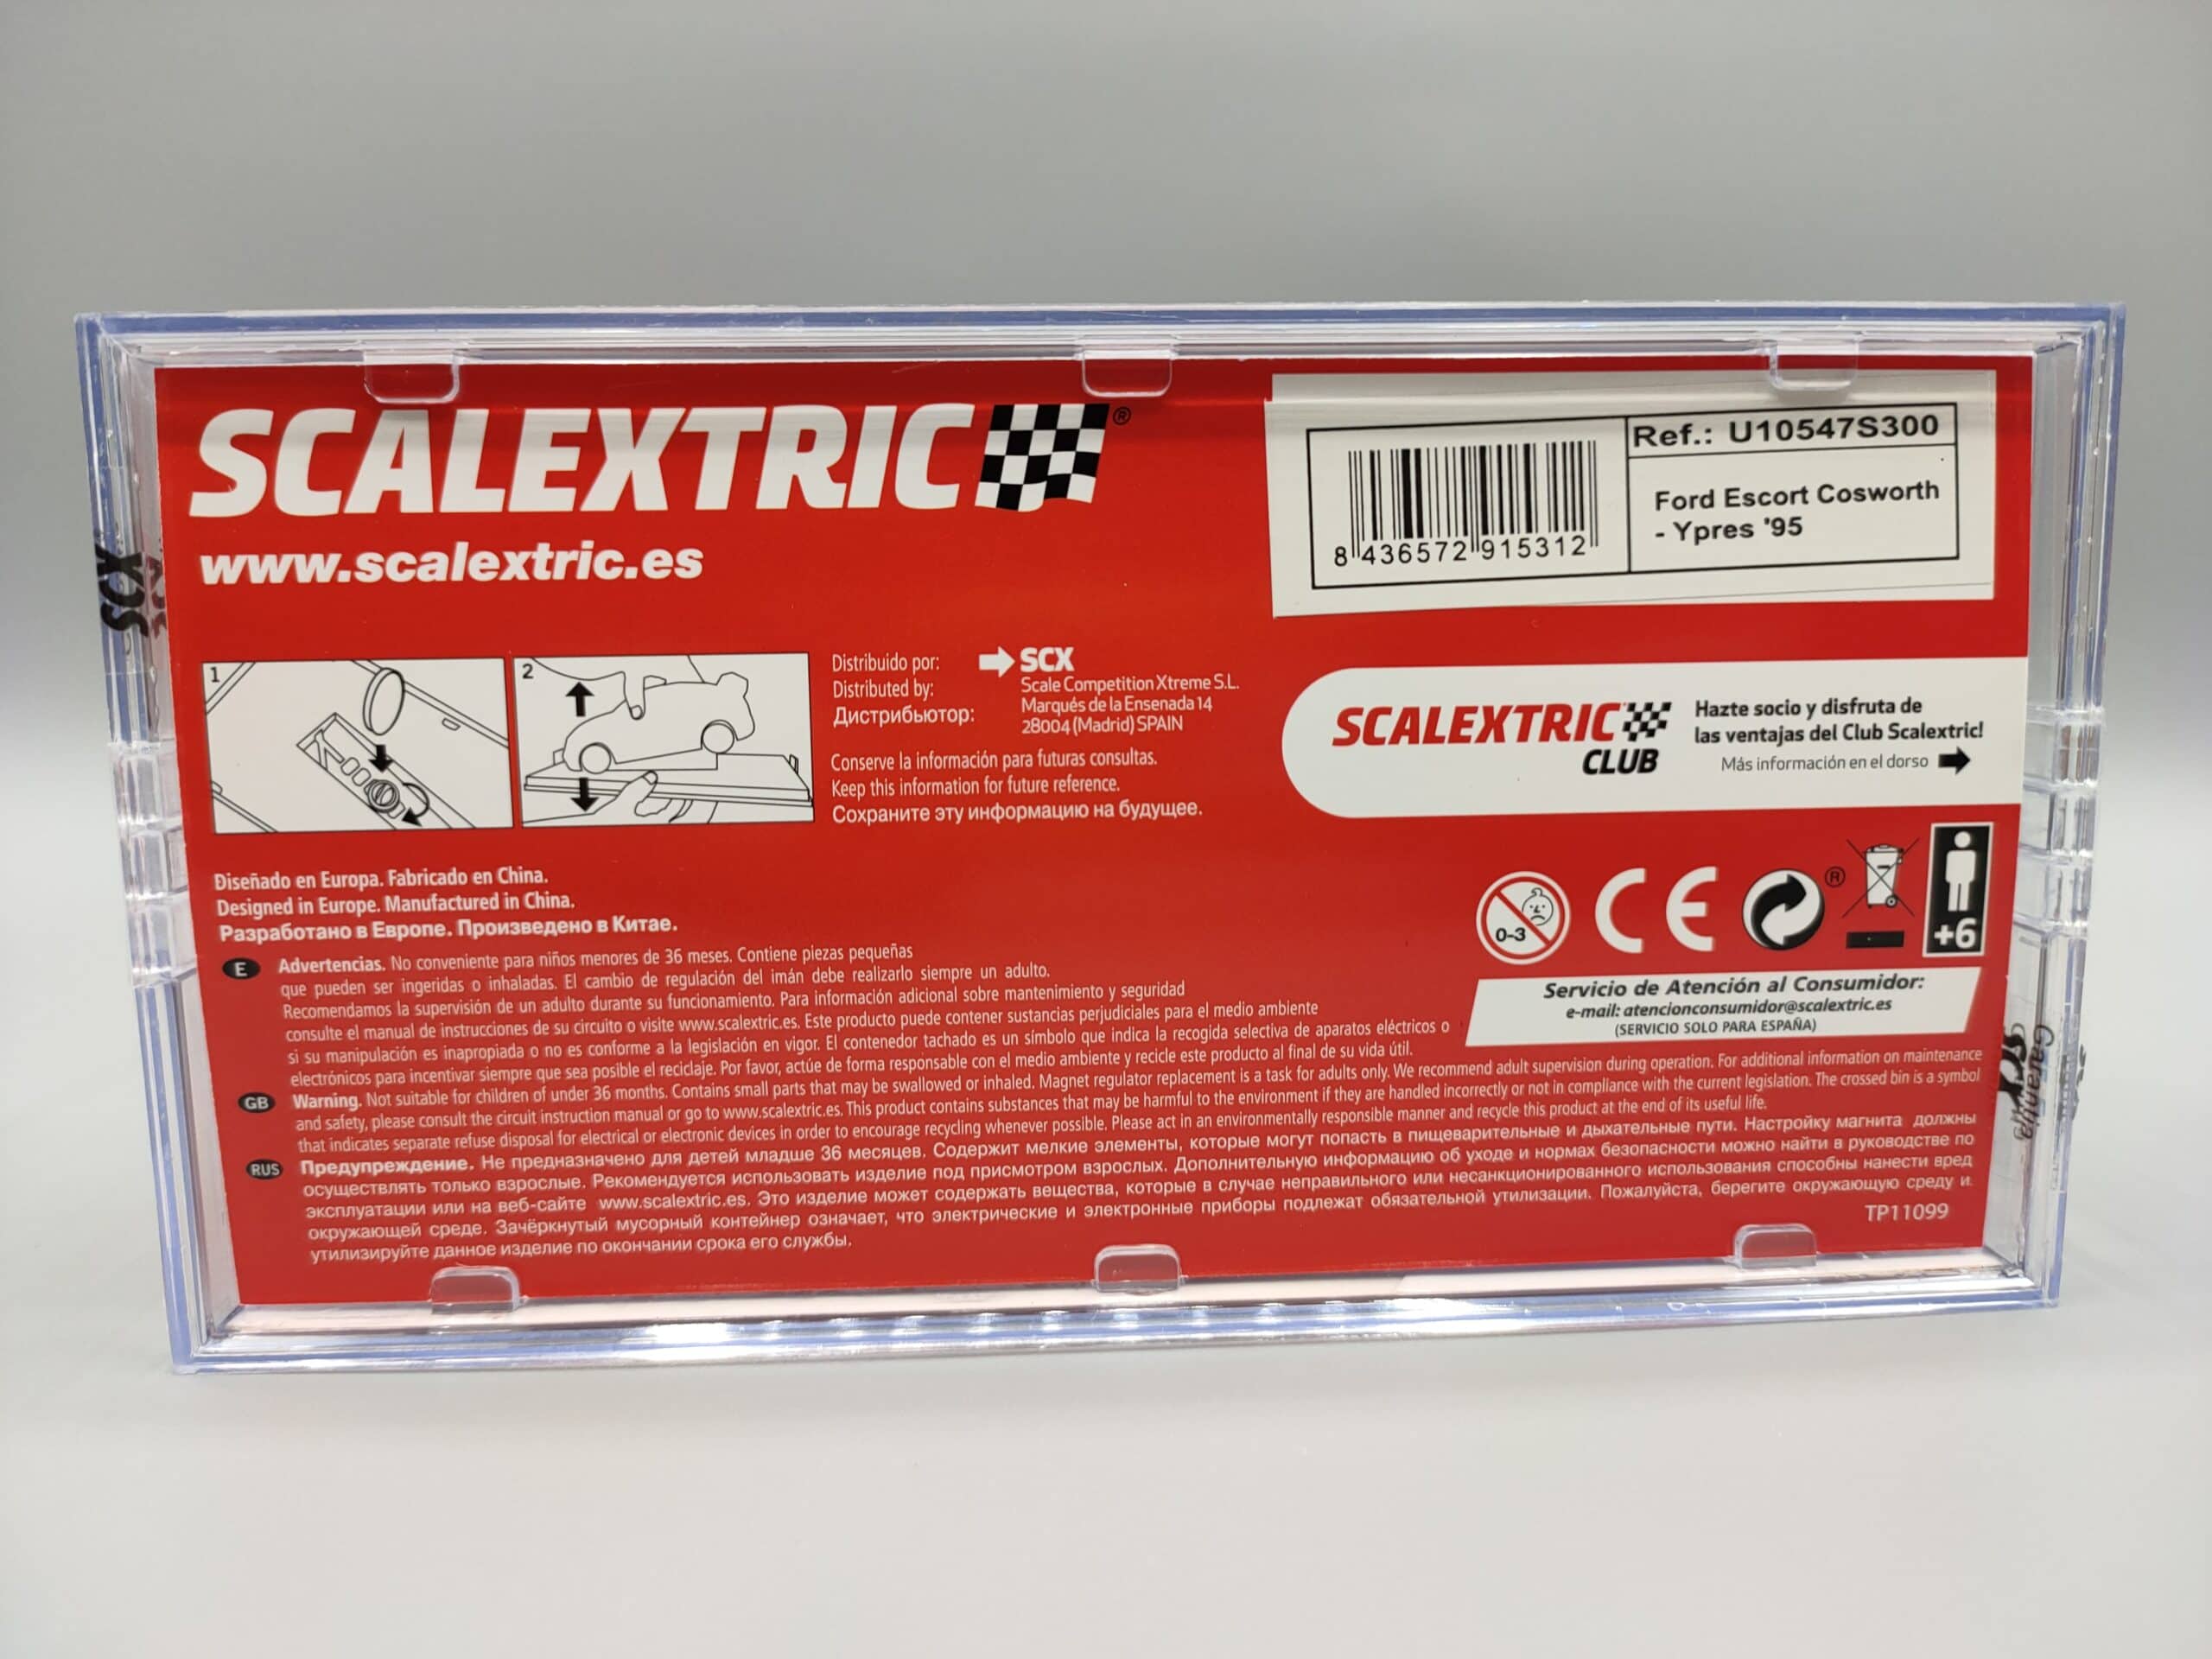 SCALEXTRIC ®
www.scalextric.es
8 436572 915312
Ref.: U10547S300
Ford Escort Cosworth
- Ypres '95
SCX
1
2
Distribuido por:
Distributed by:
Дистрибьютор:
SCX
Scale Competition Xtreme S.L.
Marqués de la Ensenada 14
28004 (Madrid) SPAIN
Conserve la información para futuras consultas.
Keep this information for future reference.
Сохраните эту информацию на будущее.
SCALEXTRIC
CLUB
Hazte socio y disfruta de
las ventajas del Club Scalextric!
Más información en el dorso
Diseñado en Europa. Fabricado en China.
Designed in Europe. Manufactured in China.
Разработано в Европе. Произведено в Китае.
0-3
CE
®
+6
Servicio de Atención al Consumidor:
e-mail: atencionconsumidor@scalextric.es
(SERVICIO SOLO PARA ESPAÑA)
E Advertencias. No conveniente para niños menores de 36 meses. Contiene piezas pequeñas
que pueden ser ingeridas o inhaladas. El cambio de regulación del imán debe realizarlo siempre un adulto.
Recomendamos la supervisión de un adulto durante su funcionamiento. Para información adicional sobre mantenimiento y seguridad
consulte el manual de instrucciones de su circuito o visite www.scalextric.es. Este producto puede contener sustancias perjudiciales para el medio ambiente
si su manipulación es inapropiada o no es conforme a la legislación en vigor. El contenedor tachado es un símbolo que indica la recogida selectiva de aparatos eléctricos o
electrónicos para incentivar siempre que sea posible el reciclaje. Por favor, actúe de forma responsable con el medio ambiente y recicle este producto al final de su vida útil.
GB Warning. Not suitable for children of under 36 months. Contains small parts that may be swallowed or inhaled. Magnet regulator replacement is a task for adults only. We recommend adult supervision during operation. For additional information on maintenance
and safety, please consult the circuit instruction manual or go to www.scalextric.es. This product contains substances that may be harmful to the environment if they are handled incorrectly or not in compliance with the current legislation. The crossed bin is a symbol
that indicates separate refuse disposal for electrical or electronic devices in order to encourage recycling whenever possible. Please act in an environmentally responsible manner and recycle this product at the end of its useful life.
RUS Предупреждение. Не предназначено для детей младше 36 месяцев. Содержит мелкие элементы, которые могут попасть в пищеварительные и дыхательные пути. Настройку магнита должны
осуществлять только взрослые. Рекомендуется использовать изделие под присмотром взрослых. Дополнительную информацию об уходе и нормах безопасности можно найти в руководстве по
эксплуатации или на веб-сайте www.scalextric.es. Это изделие может содержать вещества, которые в случае неправильного или несанкционированного использования способны нанести вред
окружающей среде. Зачёркнутый мусорный контейнер означает, что электрические и электронные приборы подлежат обязательной утилизации. Пожалуйста, берегите окружающую среду и
утилизируйте данное изделие по окончании срока его службы.
TP11099